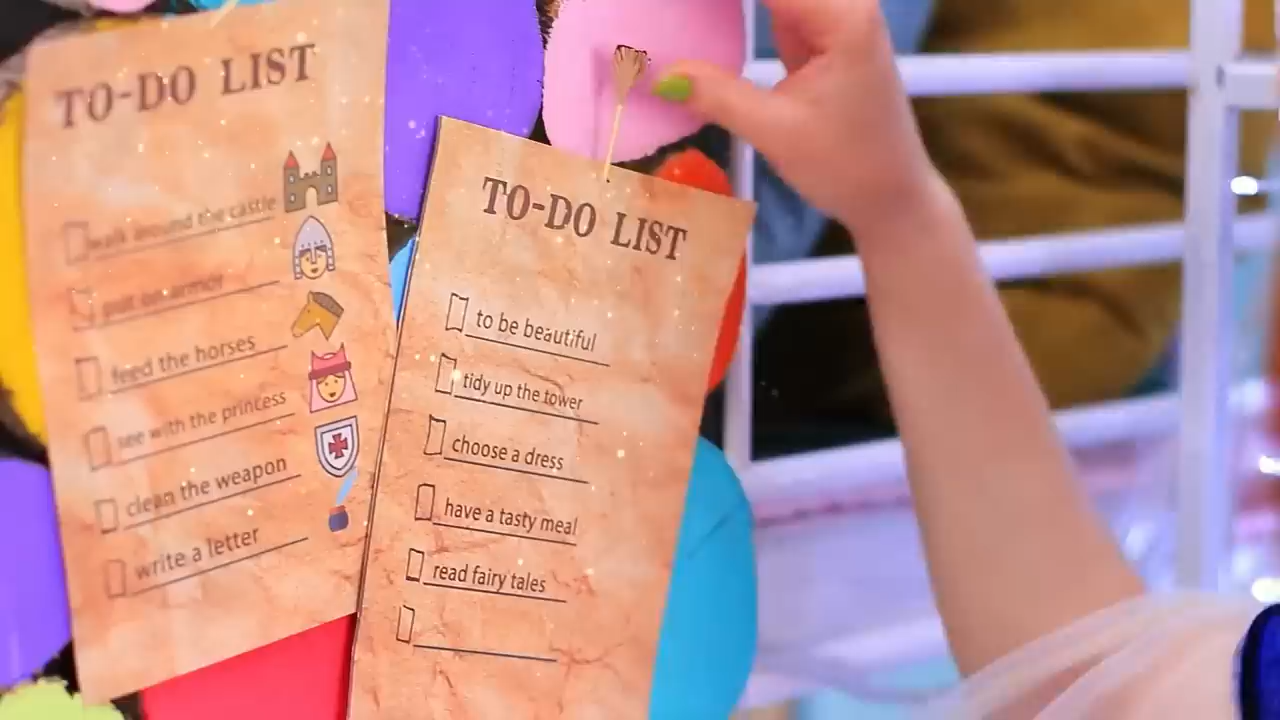 TO-DO LIST
walk around the castle
put on armor
feed the horses
see with the princess
clean the weapon
write a letter
TO-DO LIST
to be beautiful
tidy up the tower
choose a dress
have a tasty meal
read fairy tales